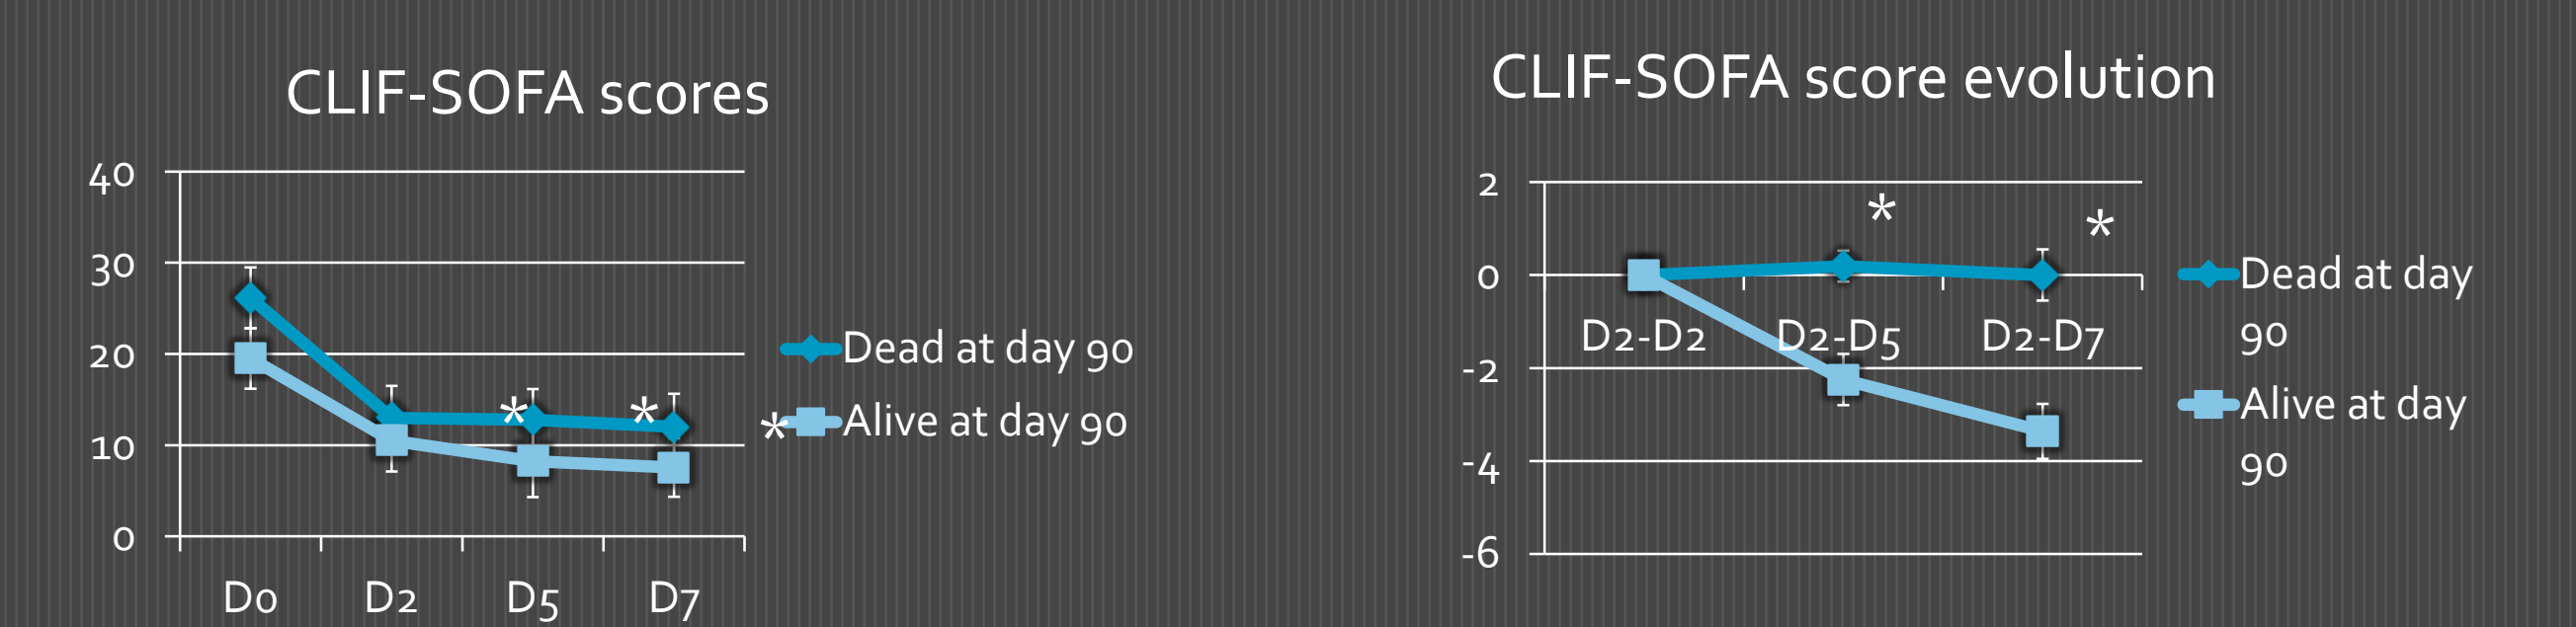 CLIF-SOFA scores
40
30
20
10
0
D0
D2
D5
D7
*
*
*
Dead at day 90
Alive at day 90
CLIF-SOFA score evolution
2
0
-2
-4
-6
D2-D2
D2-D5
D2-D7
*
*
Dead at day
90
Alive at day
90